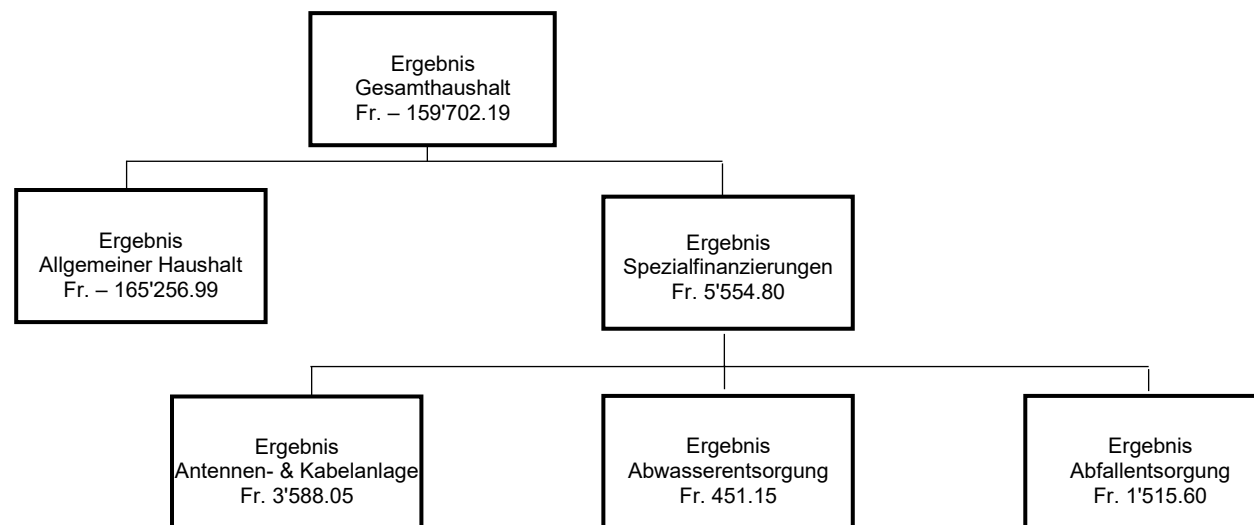 Ergebnis
Gesamthaushalt
Fr. – 159'702.19
Ergebnis
Allgemeiner Haushalt
Fr. – 165'256.99
Ergebnis
Spezialfinanzierungen
Fr. 5'554.80
Ergebnis
Antennen- & Kabelanlage
Fr. 3'588.05
Ergebnis
Abwasserentsorgung
Fr. 451.15
Ergebnis
Abfallentsorgung
Fr. 1'515.60